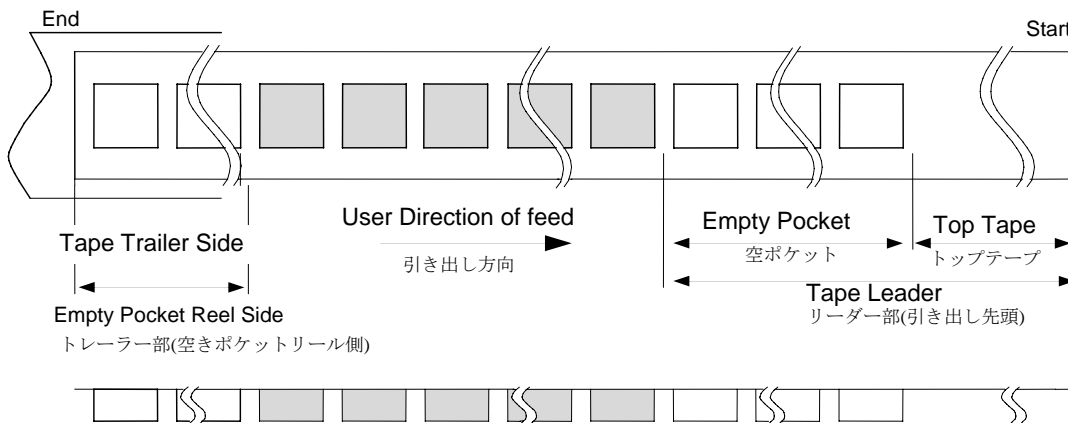 End
Start
User Direction of feed
引き出し方向
Empty Pocket
空ポケット
Top Tape
トップテープ
Tape Trailer Side
Tape Leader
リーダー部(引き出し先頭)
Empty Pocket Reel Side
トレーラー部(空きポケットリール側)